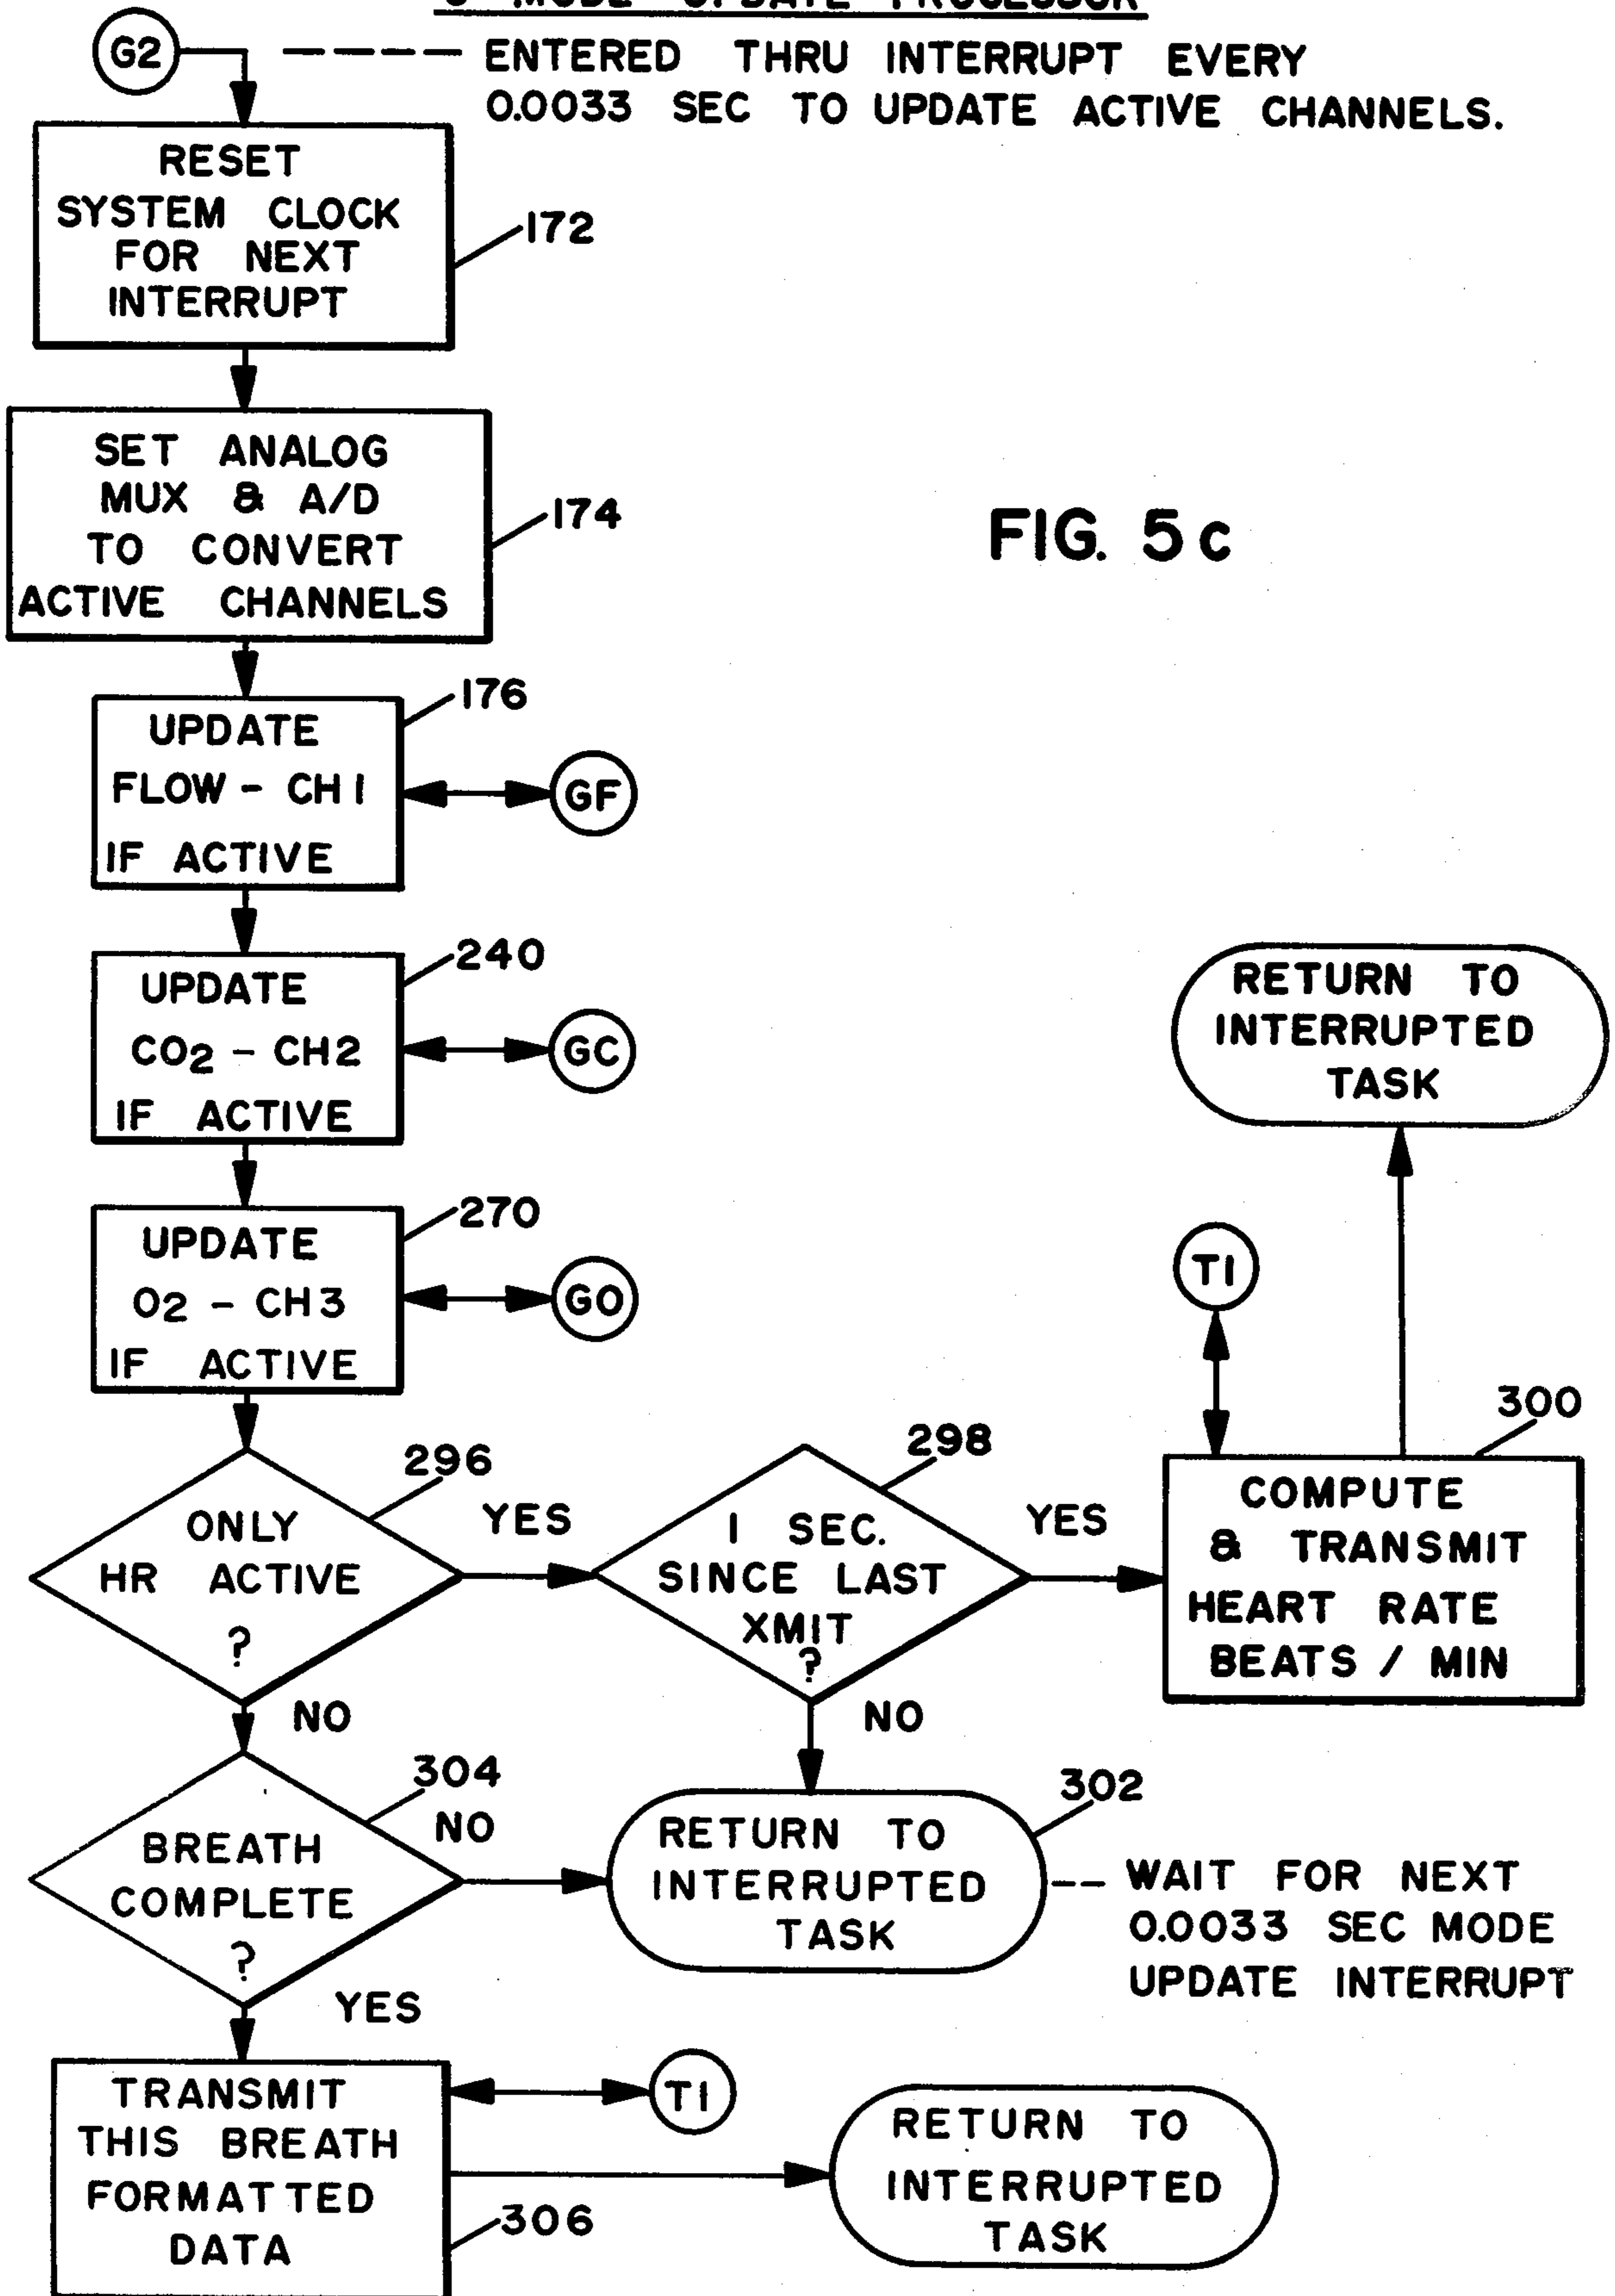 MODE UPDATE PROCESSOR
G2
---- ENTERED THRU INTERRUPT EVERY
0.0033 SEC TO UPDATE ACTIVE CHANNELS.
RESET
SYSTEM CLOCK
FOR NEXT
INTERRUPT
172
SET ANALOG
MUX & A/D
TO CONVERT
ACTIVE CHANNELS
174
FIG. 5c
176
UPDATE
FLOW - CH1
IF ACTIVE
GF
240
UPDATE
CO2 - CH2
IF ACTIVE
GC
RETURN TO
INTERRUPTED
TASK
270
UPDATE
O2 - CH3
IF ACTIVE
GO
T1
300
296
ONLY
HR ACTIVE
?
YES
298
1 SEC.
SINCE LAST
XMIT
?
YES
COMPUTE
& TRANSMIT
HEART RATE
BEATS / MIN
NO
NO
304
BREATH
COMPLETE
?
NO
302
RETURN TO
INTERRUPTED
TASK
-- WAIT FOR NEXT
0.0033 SEC MODE
UPDATE INTERRUPT
YES
TRANSMIT
THIS BREATH
FORMATTED
DATA
T1
306
RETURN TO
INTERRUPTED
TASK